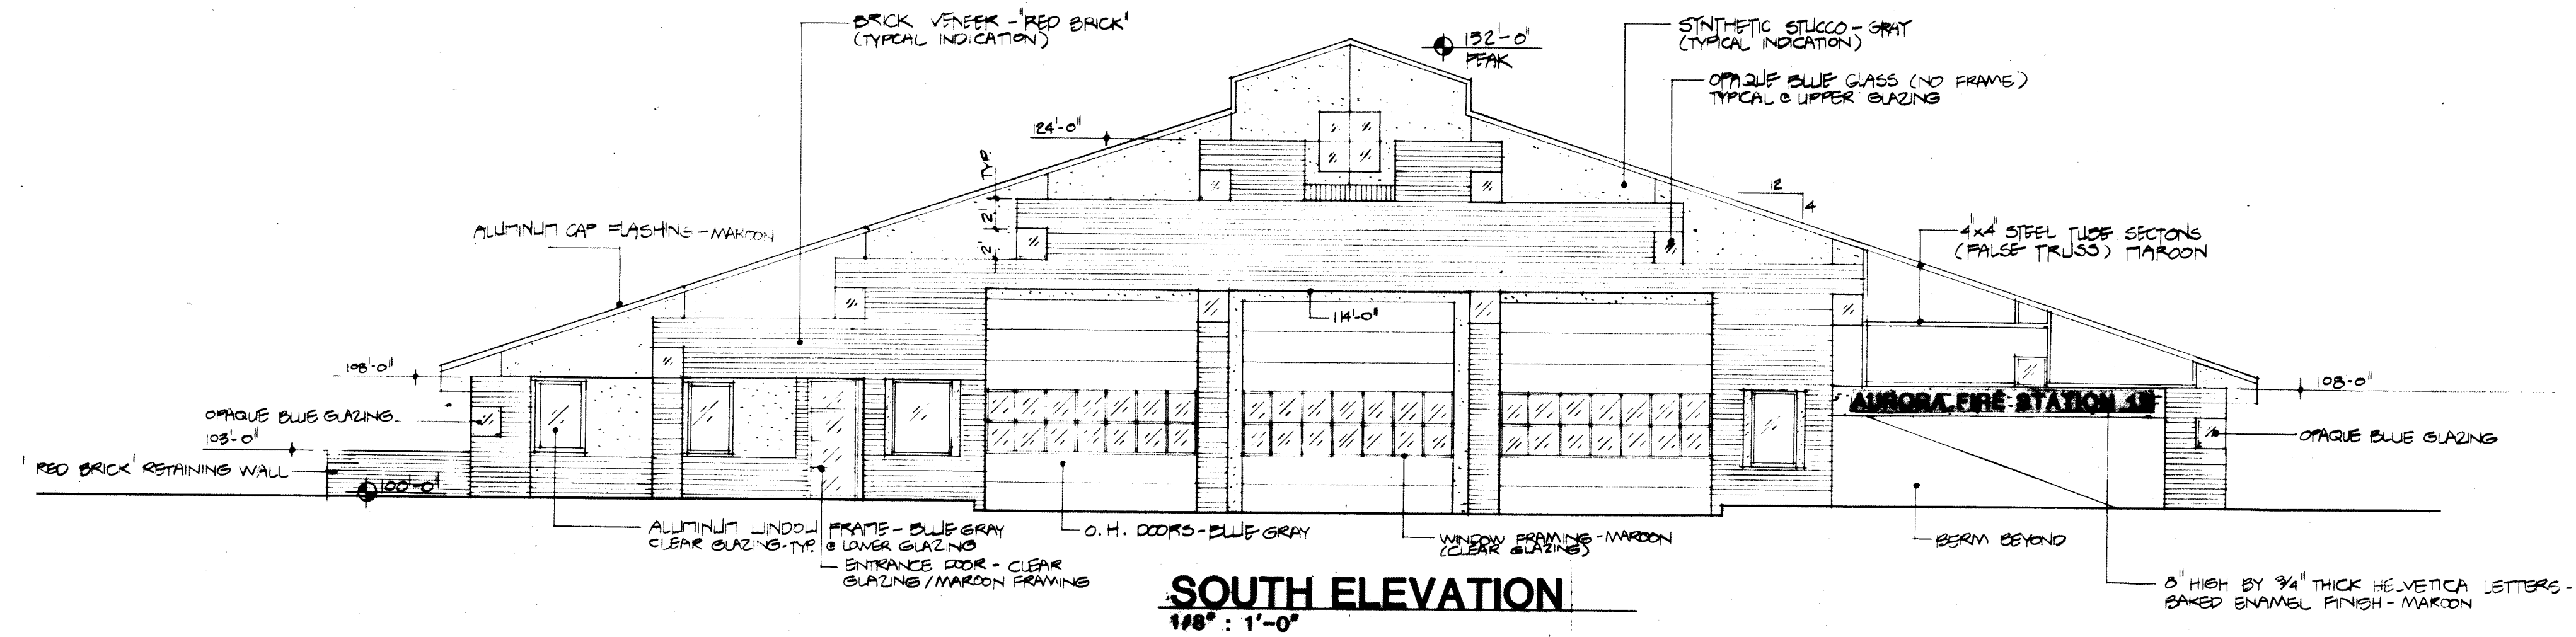 BRICK VENEER - "RED BRICK"
(TYPICAL INDICATION)
132'-0"
PEAK
SYNTHETIC STUCCO - GRAY
(TYPICAL INDICATION)
OPAQUE BLUE GLASS (NO FRAME)
TYPICAL @ UPPER GLAZING
124'-0"
TYP.
2'
2'
12
4
ALUMINUM CAP FLASHING - MAROON
4"x4" STEEL TUBE SECTONS
(FALSE TRUSS) MAROON
114'-0"
108'-0"
108'-0"
OPAQUE BLUE GLAZING
103'-0"
'RED BRICK' RETAINING WALL
100'-0"
AURORA FIRE STATION
OPAQUE BLUE GLAZING
ALUMINUM WINDOW FRAME - BLUE GRAY
CLEAR GLAZING - TYP. @ LOWER GLAZING
ENTRANCE DOOR - CLEAR
GLAZING / MAROON FRAMING
O.H. DOORS - BLUE GRAY
WINDOW FRAMING - MAROON
(CLEAR GLAZING)
BERM BEYOND
8" HIGH BY 3/4" THICK HELVETICA LETTERS -
BAKED ENAMEL FINISH - MAROON
SOUTH ELEVATION
1/8" : 1'-0"